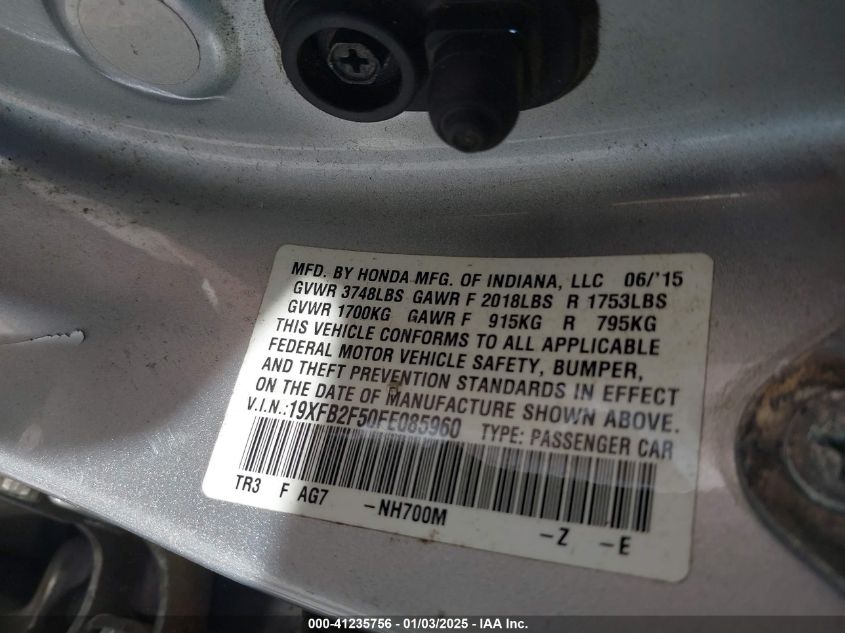 MFD. BY HONDA MFG. OF INDIANA, LLC 06/'15
GVWR 3748LBS GAWR F 2018LBS R 1753LBS
GVWR 1700KG GAWR F 915KG R 795KG
THIS VEHICLE CONFORMS TO ALL APPLICABLE
FEDERAL MOTOR VEHICLE SAFETY, BUMPER,
AND THEFT PREVENTION STANDARDS IN EFFECT
ON THE DATE OF MANUFACTURE SHOWN ABOVE.
V.I.N.:19XFB2F50FE085960 TYPE: PASSENGER CAR
TR3 F AG7 -NH700M -Z -E
IAA - 41235756 - 01/03/2025 - IAAI.COM